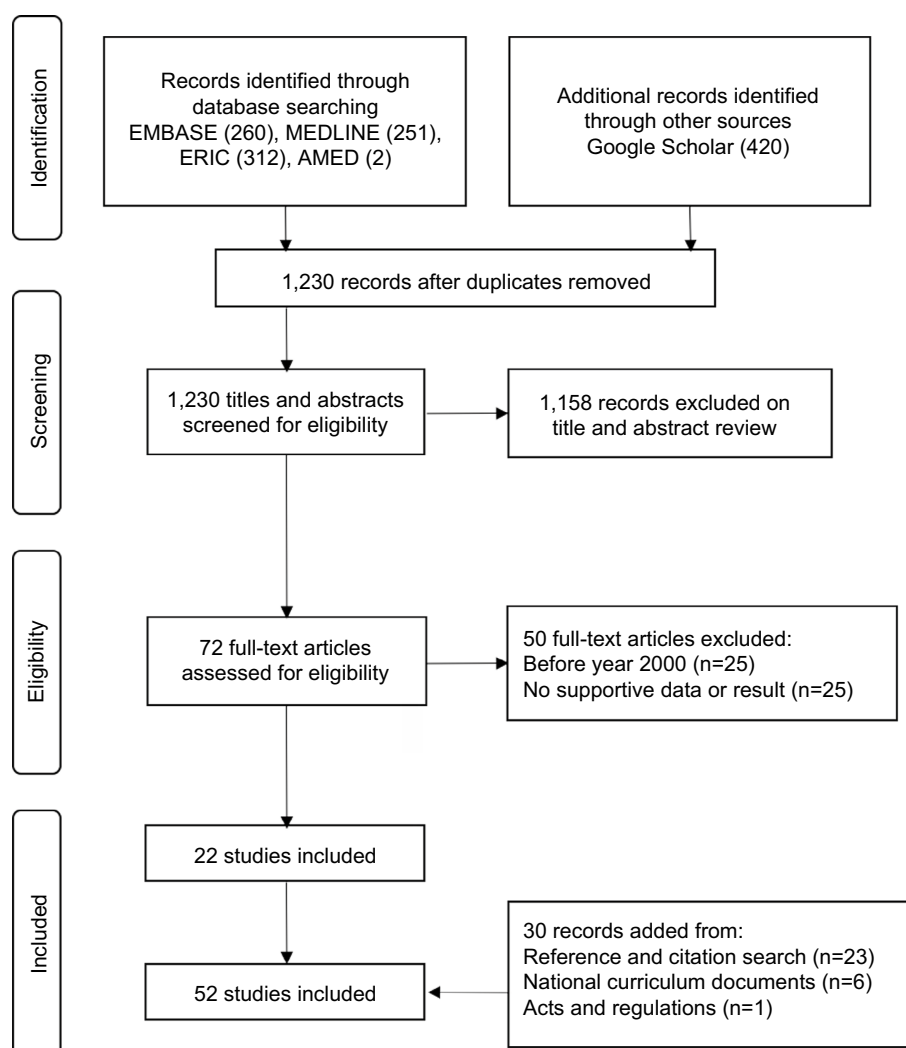 Identification
Records identified through
database searching
EMBASE (260), MEDLINE (251),
ERIC (312), AMED (2)
Additional records identified
through other sources
Google Scholar (420)
1,230 records after duplicates removed
Screening
1,230 titles and abstracts
screened for eligibility
1,158 records excluded on
title and abstract review
Eligibility
72 full-text articles
assessed for eligibility
50 full-text articles excluded:
Before year 2000 (n=25)
No supportive data or result (n=25)
Included
22 studies included
30 records added from:
Reference and citation search (n=23)
National curriculum documents (n=6)
Acts and regulations (n=1)
52 studies included